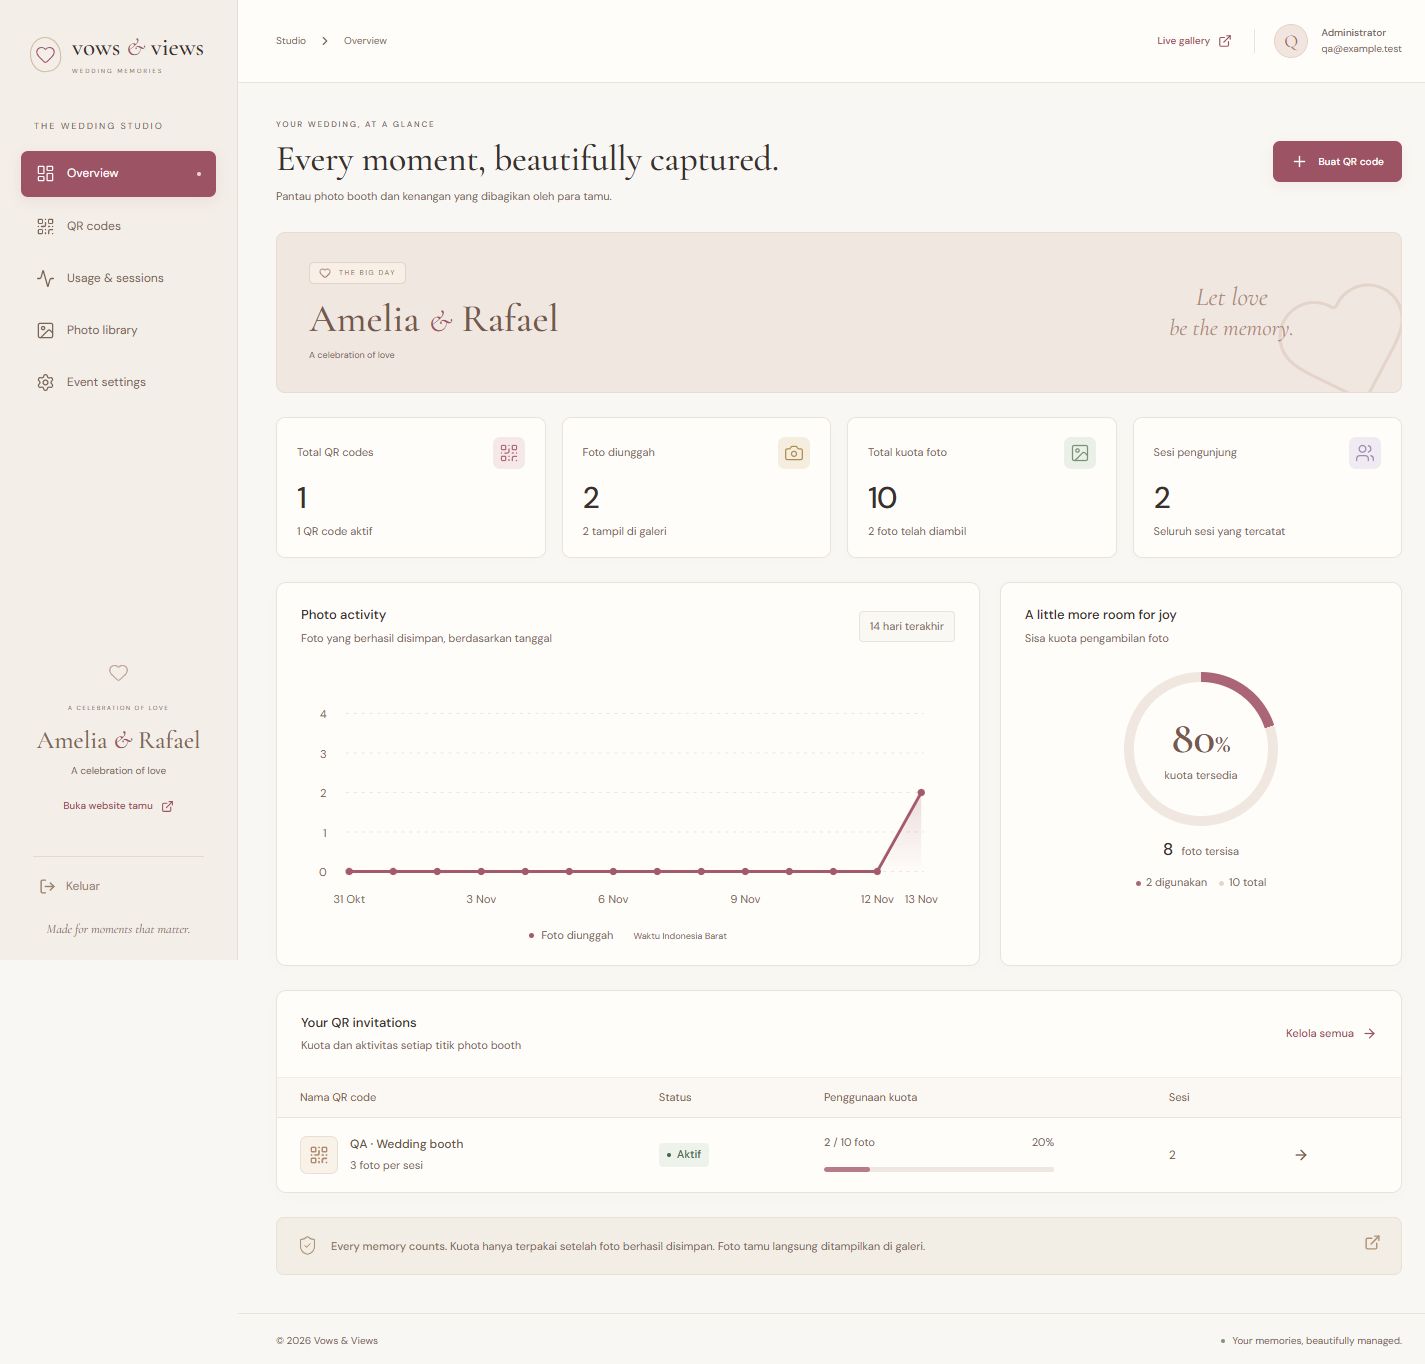 vows & views
WEDDING MEMORIES
THE WEDDING STUDIO
Overview
QR codes
Usage & sessions
Photo library
Event settings
A CELEBRATION OF LOVE
Amelia & Rafael
A celebration of love
Buka website tamu
Keluar
Made for moments that matter.
Studio > Overview
Live gallery
Q
Administrator
qa@example.test
YOUR WEDDING, AT A GLANCE
Every moment, beautifully captured.
Pantau photo booth dan kenangan yang dibagikan oleh para tamu.
Buat QR code
THE BIG DAY
Amelia & Rafael
A celebration of love
Let love
be the memory.
Total QR codes
1
1 QR code aktif
Foto diunggah
2
2 tampil di galeri
Total kuota foto
10
2 foto telah diambil
Sesi pengunjung
2
Seluruh sesi yang tercatat
Photo activity
Foto yang berhasil disimpan, berdasarkan tanggal
14 hari terakhir
4
3
2
1
0
31 Okt 3 Nov 6 Nov 9 Nov 12 Nov 13 Nov
Foto diunggah Waktu Indonesia Barat
A little more room for joy
Sisa kuota pengambilan foto
80%
kuota tersedia
8 foto tersisa
2 digunakan 10 total
Your QR invitations
Kuota dan aktivitas setiap titik photo booth
Kelola semua
Nama QR code Status Penggunaan kuota Sesi
QA · Wedding booth
3 foto per sesi
Aktif
2 / 10 foto 20%
2
Every memory counts. Kuota hanya terpakai setelah foto berhasil disimpan. Foto tamu langsung ditampilkan di galeri.
© 2026 Vows & Views
Your memories, beautifully managed.